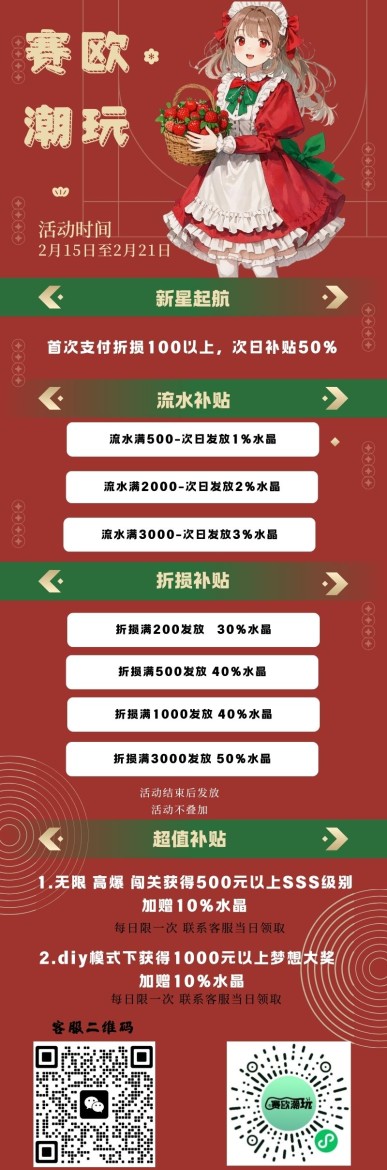 赛欧
潮玩
活动时间
2月15日至2月21日
新星起航
首次支付折损100以上，次日补贴50%
流水补贴
流水满500-次日发放1%水晶
流水满2000-次日发放2%水晶
流水满3000-次日发放3%水晶
折损补贴
折损满200发放 30%水晶
折损满500发放 40%水晶
折损满1000发放 40%水晶
折损满3000发放 50%水晶
活动结束后发放
活动不叠加
超值补贴
1.无限 高爆 闯关获得500元以上SSS级别
加赠10%水晶
每日限一次 联系客服当日领取
2.diy模式下获得1000元以上梦想大奖
加赠10%水晶
每日限一次 联系客服当日领取
客服二维码
赛欧潮玩